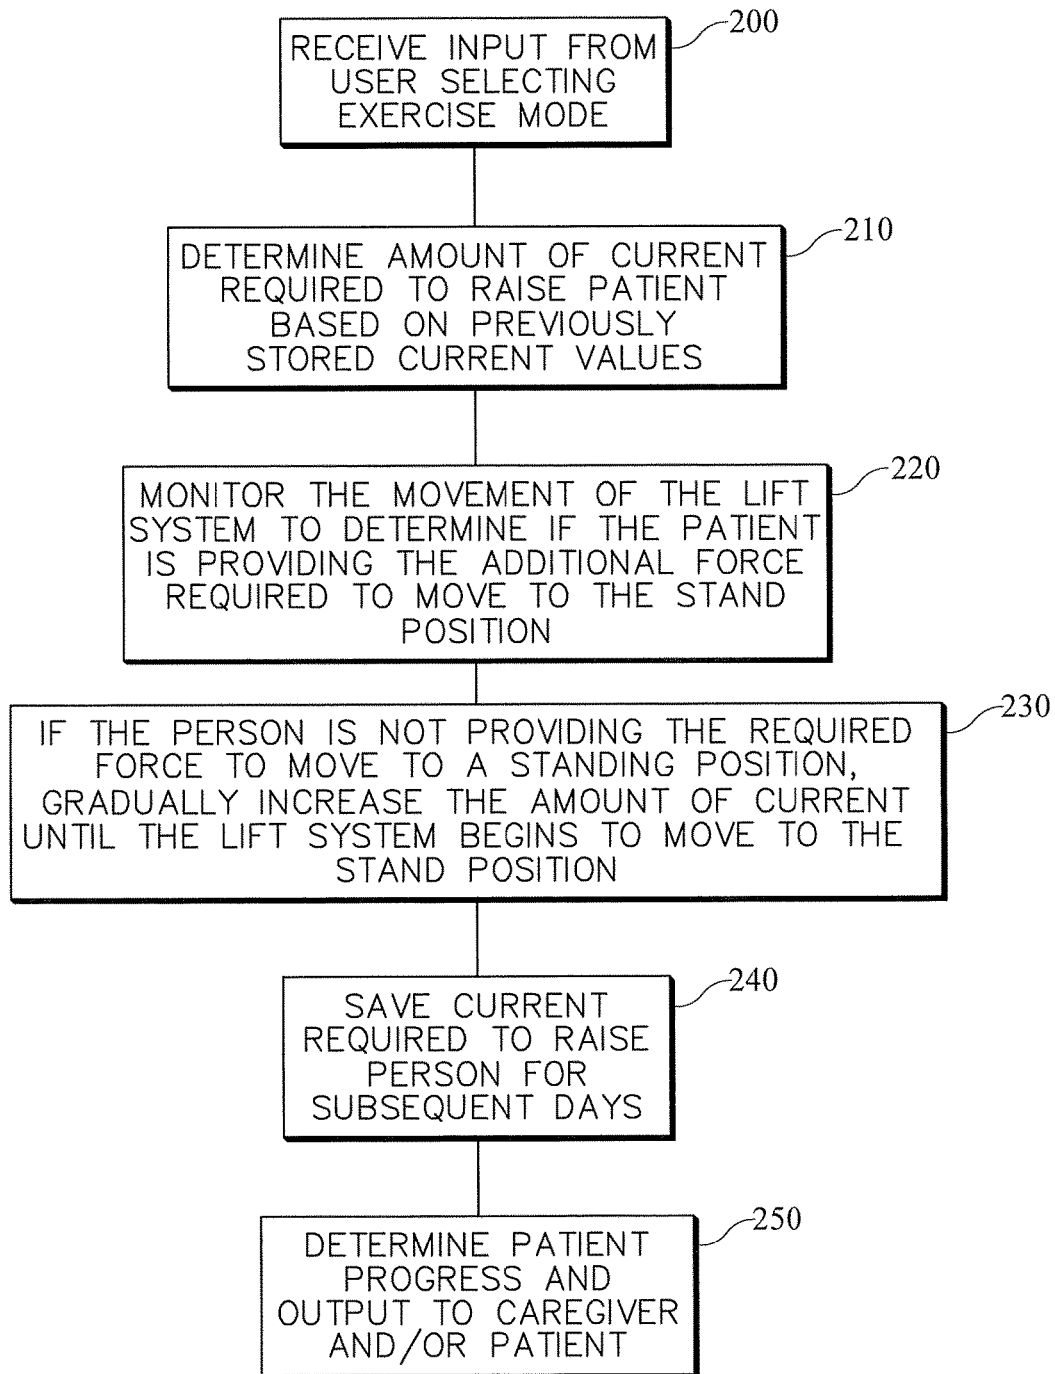 200
RECEIVE INPUT FROM
USER SELECTING
EXERCISE MODE
210
DETERMINE AMOUNT OF CURRENT
REQUIRED TO RAISE PATIENT
BASED ON PREVIOUSLY
STORED CURRENT VALUES
220
MONITOR THE MOVEMENT OF THE LIFT
SYSTEM TO DETERMINE IF THE PATIENT
IS PROVIDING THE ADDITIONAL FORCE
REQUIRED TO MOVE TO THE STAND
POSITION
230
IF THE PERSON IS NOT PROVIDING THE REQUIRED
FORCE TO MOVE TO A STANDING POSITION,
GRADUALLY INCREASE THE AMOUNT OF CURRENT
UNTIL THE LIFT SYSTEM BEGINS TO MOVE TO THE
STAND POSITION
240
SAVE CURRENT
REQUIRED TO RAISE
PERSON FOR
SUBSEQUENT DAYS
250
DETERMINE PATIENT
PROGRESS AND
OUTPUT TO CAREGIVER
AND/OR PATIENT